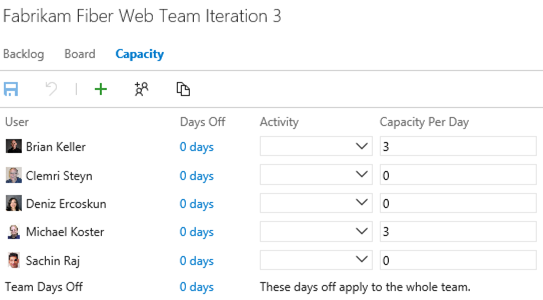 Fabrikam Fiber Web Team Iteration 3
Backlog Board Capacity
User Days Off Activity Capacity Per Day
Brian Keller 0 days 3
Clemri Steyn 0 days 0
Deniz Ercoskun 0 days 0
Michael Koster 0 days 3
Sachin Raj 0 days 0
Team Days Off 0 days These days off apply to the whole team.